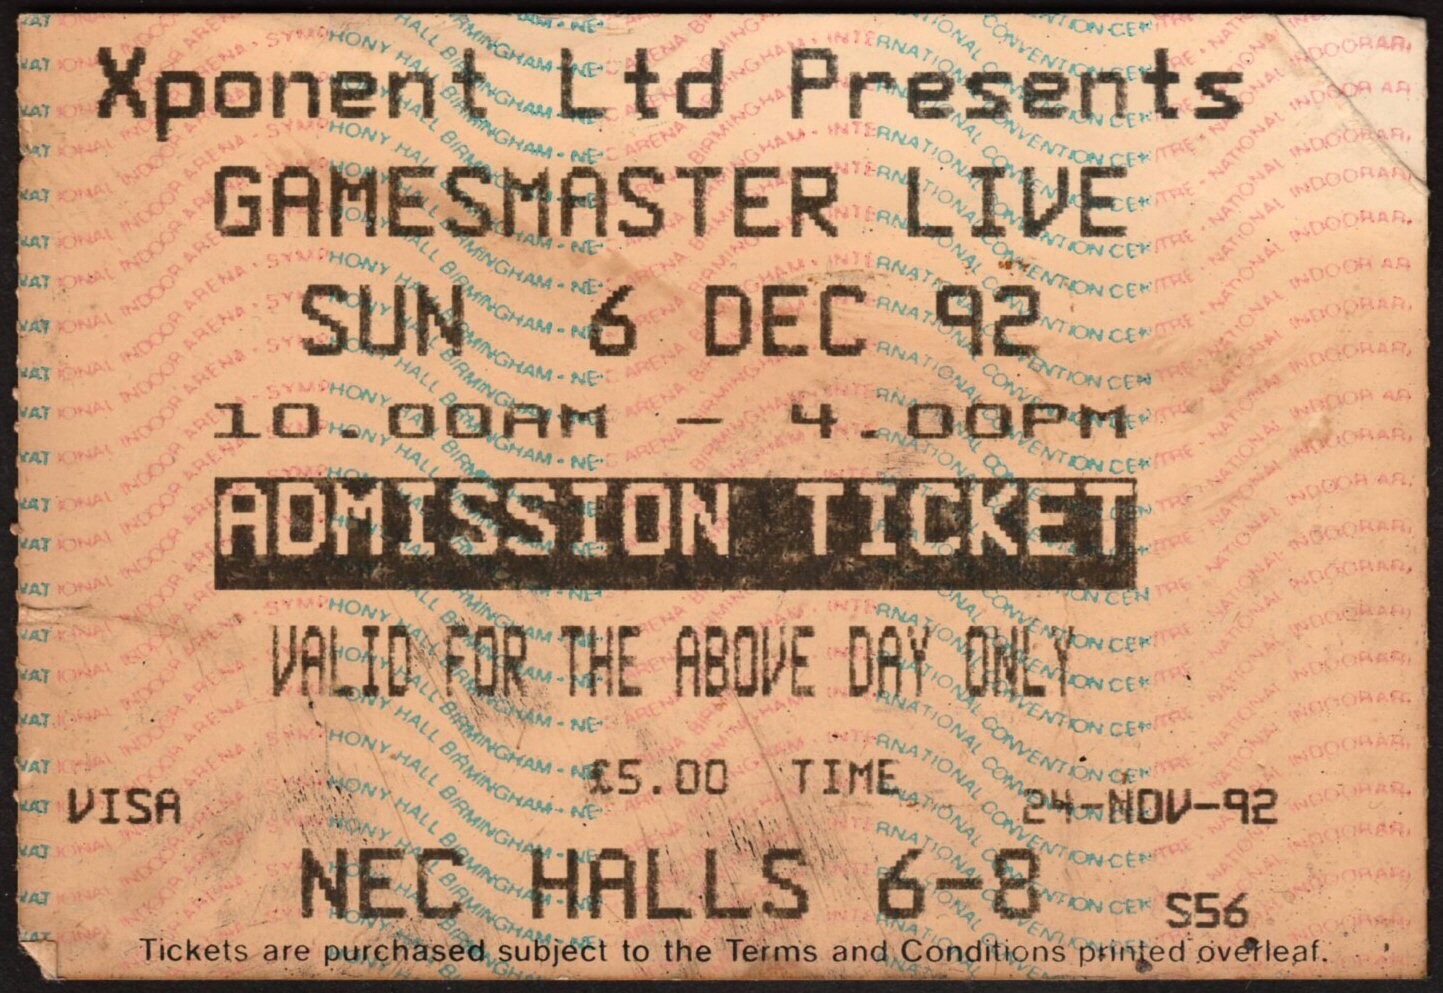 Xponent Ltd Presents
GAMESMASTER LIVE
SUN 6 DEC 92
10.00AM - 4.00PM
ADMISSION TICKET
VALID FOR THE ABOVE DAY ONLY
£5.00 TIME
VISA 24-NOV-92
NEC HALLS 6-8 S56
Tickets are purchased subject to the Terms and Conditions printed overleaf.